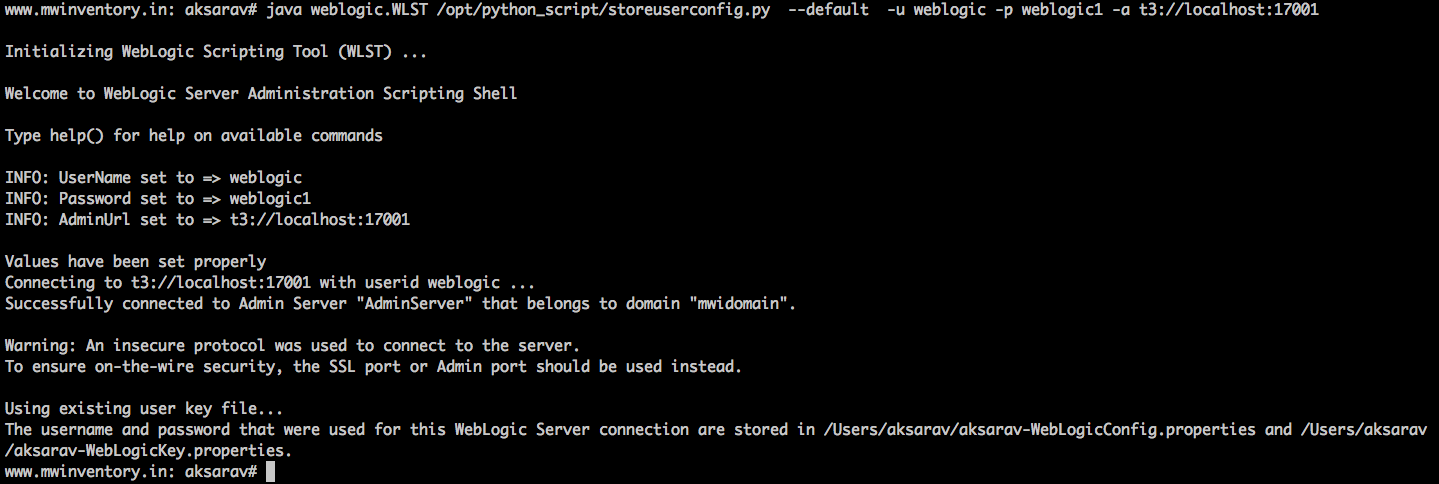 www.mwinventory.in: aksarav# java weblogic.WLST /opt/python_script/storeuserconfig.py  --default  -u weblogic -p weblogic1 -a t3://localhost:17001
Initializing WebLogic Scripting Tool (WLST) ...
Welcome to WebLogic Server Administration Scripting Shell
Type help() for help on available commands
INFO: UserName set to => weblogic
INFO: Password set to => weblogic1
INFO: AdminUrl set to => t3://localhost:17001
Values have been set properly
Connecting to t3://localhost:17001 with userid weblogic ...
Successfully connected to Admin Server "AdminServer" that belongs to domain "mwidomain".
Warning: An insecure protocol was used to connect to the server.
To ensure on-the-wire security, the SSL port or Admin port should be used instead.
Using existing user key file...
The username and password that were used for this WebLogic Server connection are stored in /Users/aksarav/aksarav-WebLogicConfig.properties and /Users/aksarav
/aksarav-WebLogicKey.properties.
www.mwinventory.in: aksarav#